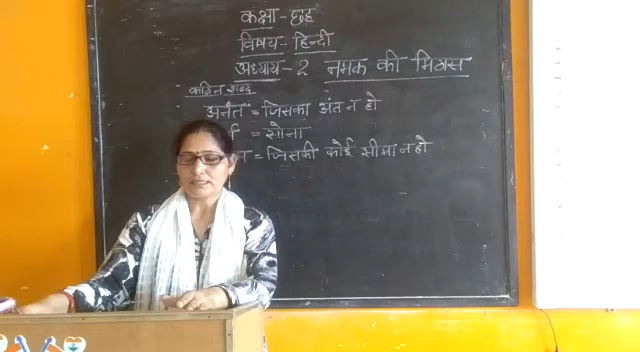 कक्षा - छह
विषय - हिन्दी
अध्याय - 2 नमक की मिठास
कठिन शब्द
अनंत = जिसका अंत न हो
= सोना
= जिसकी कोई सीमा न हो